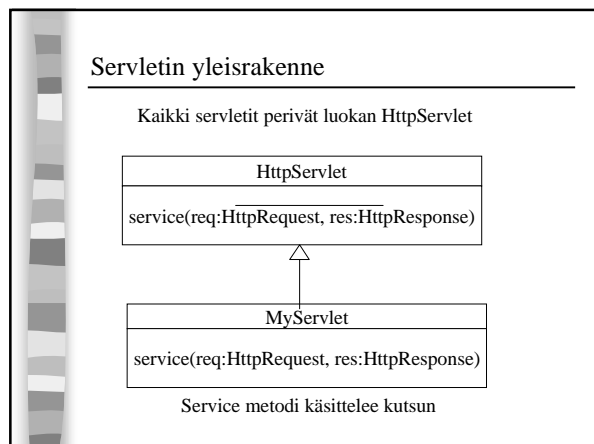 Servletin yleisrakenne
Kaikki servletit perivät luokan HttpServlet
HttpServlet
service(req:HttpRequest, res:HttpResponse)
MyServlet
service(req:HttpRequest, res:HttpResponse)
Service metodi käsittelee kutsun